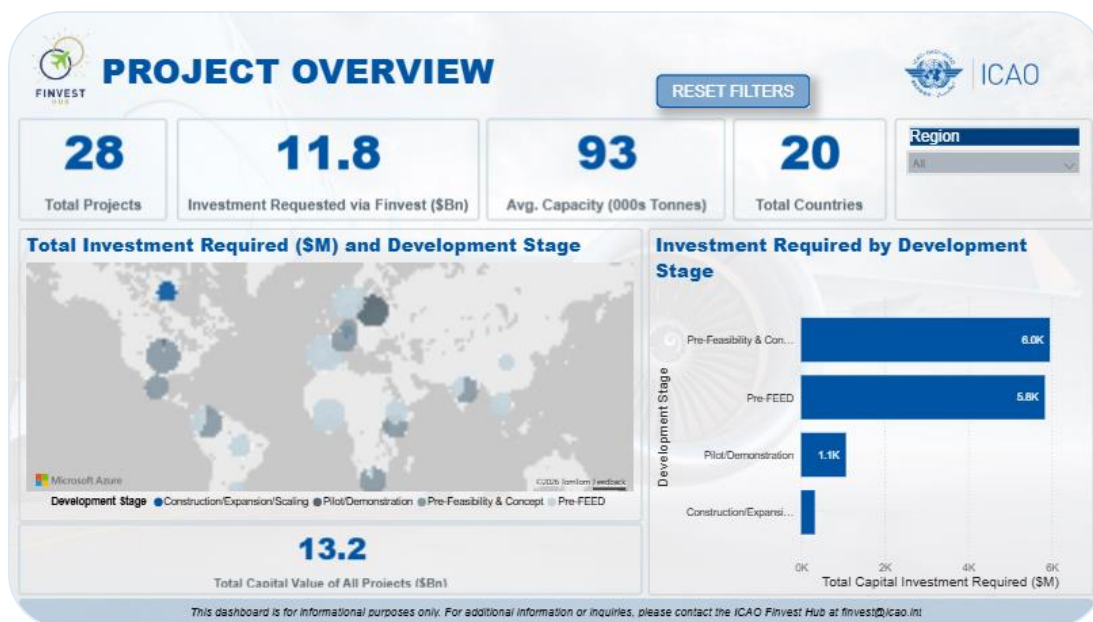 FINVEST
HUB
PROJECT OVERVIEW
RESET FILTERS
ICAO
28
Total Projects
11.8
Investment Requested via Finvest ($Bn)
93
Avg. Capacity (000s Tonnes)
20
Total Countries
Region
All
Total Investment Required ($M) and Development Stage
Microsoft Azure
©2026 TomTom Feedback
Development Stage Construction/Expansion/Scaling Pilot/Demonstration Pre-Feasibility & Concept Pre-FEED
13.2
Total Capital Value of All Projects ($Bn)
Investment Required by Development
Stage
Development Stage
Pre-Feasibility & Con...
6.0K
Pre-FEED
5.8K
Pilot/Demonstration
1.1K
Construction/Expansi...
0K 2K 4K 6K
Total Capital Investment Required ($M)
This dashboard is for informational purposes only. For additional information or inquiries, please contact the ICAO Finvest Hub at finvest@icao.int